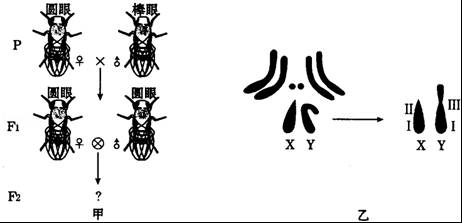 圆眼 棒眼
P ♀ × ♂
圆眼 圆眼
F₁ ♀ ⊗ ♂
F₂ ?
甲
X Y
II I III I
X Y
乙